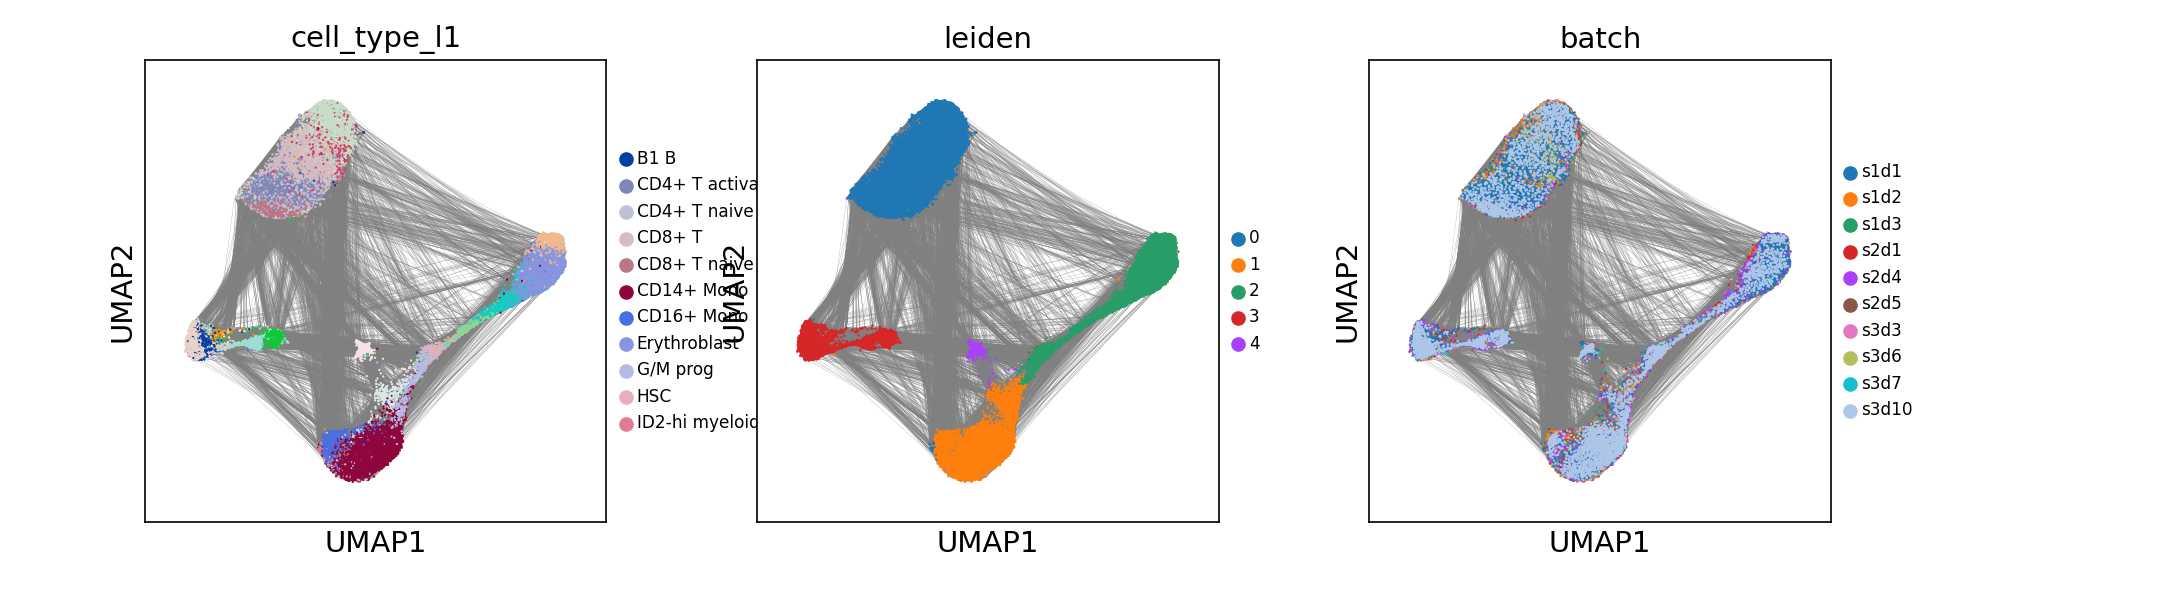 cell_type_l1
leiden
batch
UMAP2
UMAP1
B1 B
CD4+ T activa
CD4+ T naive
CD8+ T
CD8+ T naive
CD14+ Mono
CD16+ Mono
Erythroblast
G/M prog
HSC
ID2-hi myeloid
UMAP2
UMAP1
0
1
2
3
4
UMAP2
UMAP1
s1d1
s1d2
s1d3
s2d1
s2d4
s2d5
s3d3
s3d6
s3d7
s3d10